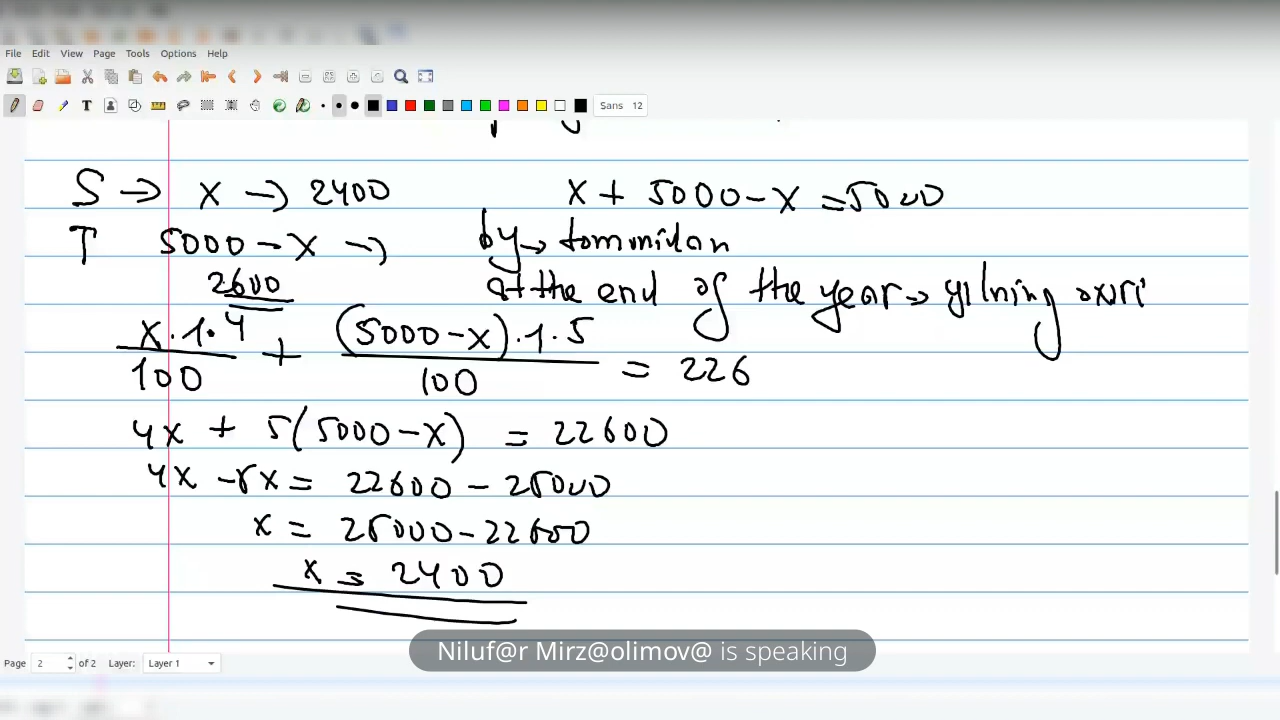 File Edit View Page Tools Options Help
T Sans 12
S → x → 2400
x + 5000 - x = 5000
T 5000 - x →
by → tomonidan
2600
at the end of the year → yilning oxiri
x · 1 · 4 / 100 + (5000 - x) · 1 · 5 / 100 = 226
4x + 5(5000 - x) = 22600
4x - 5x = 22600 - 25000
x = 25000 - 22600
x = 2400
Niluf@r Mirz@olimov@ is speaking
Page 2 of 2 Layer: Layer 1